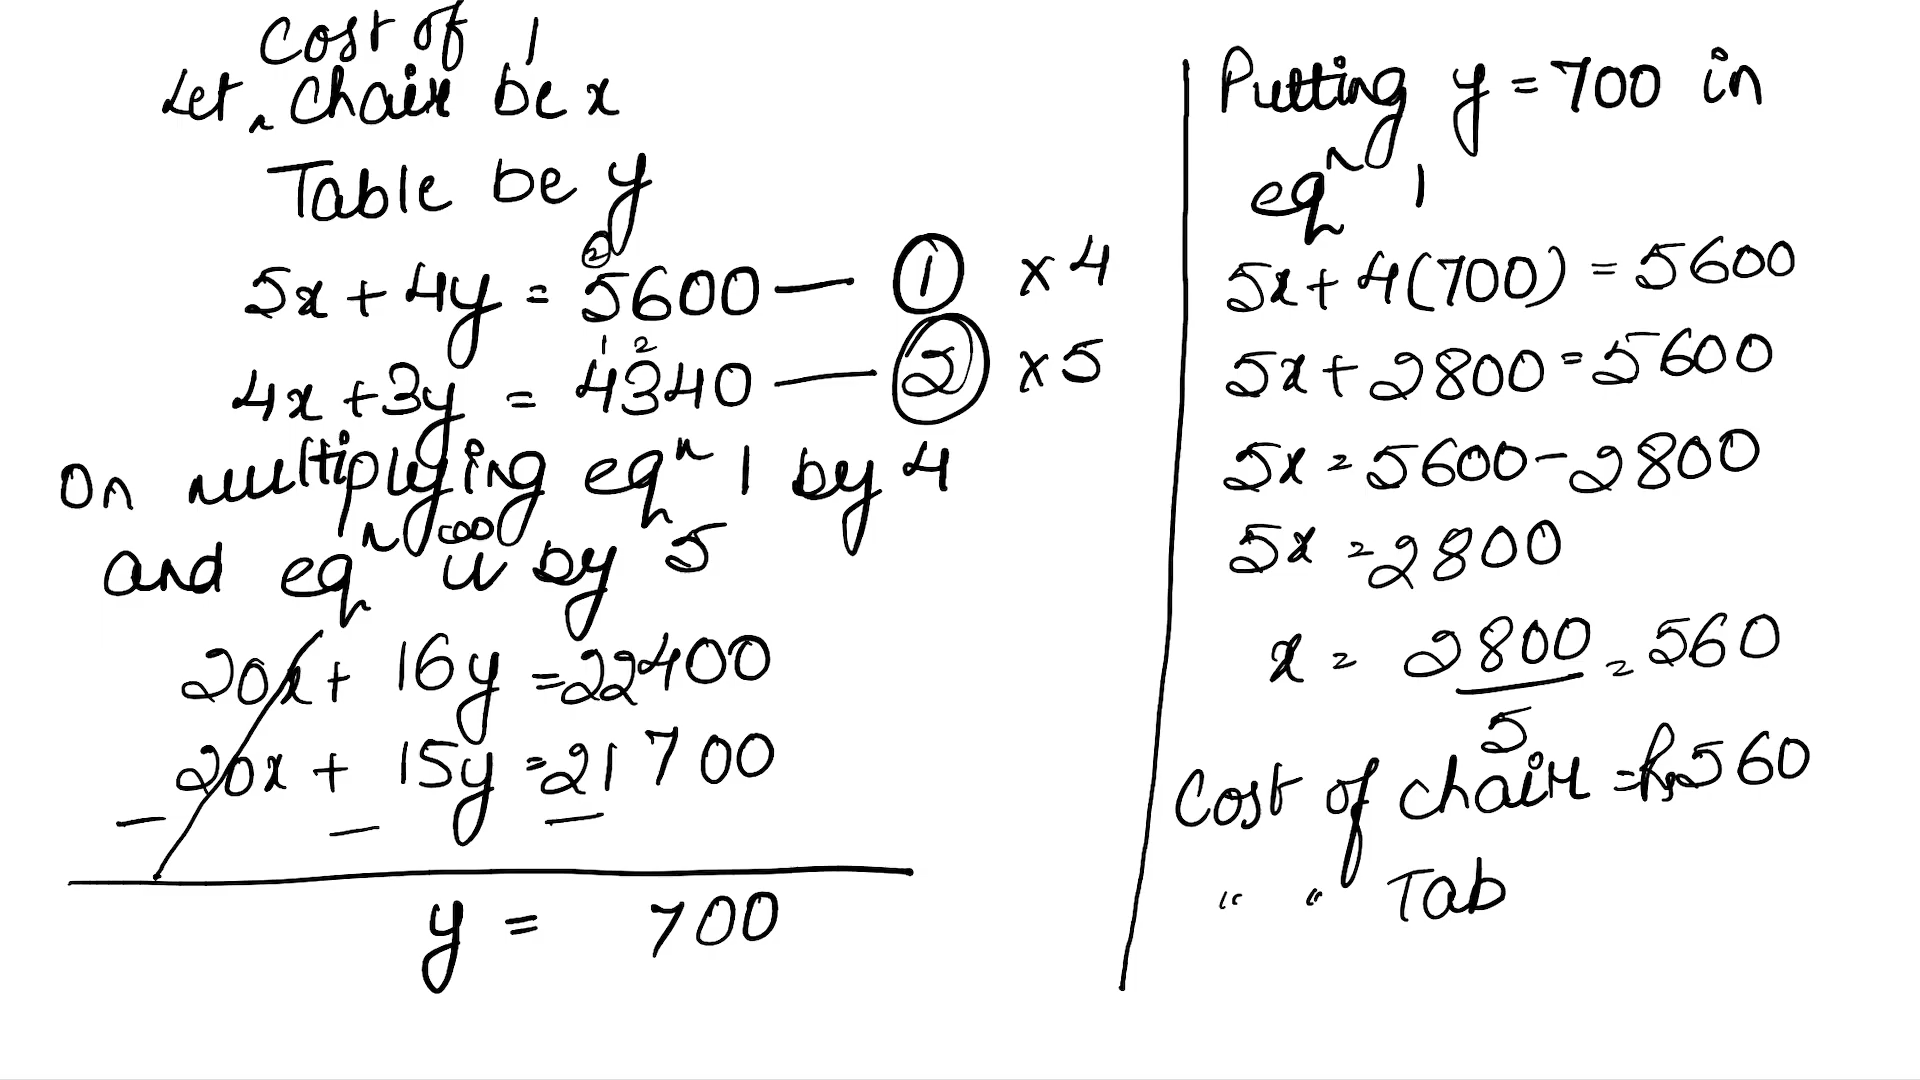 Cost of 1
Let ^ chair be x
Table be y
5x + 4y = 5600 — ① × 4
4x + 3y = 4340 — ② × 5
On multiplying eqⁿ 1 by 4
and eqⁿ by 5
20x + 16y = 22400
20x + 15y = 21700
− − −
y = 700
Putting y = 700 in
eqⁿ 1
5x + 4(700) = 5600
5x + 2800 = 5600
5x = 5600 − 2800
5x = 2800
x = 2800 = 560
5
Cost of chair = Rs 560
" " Tab